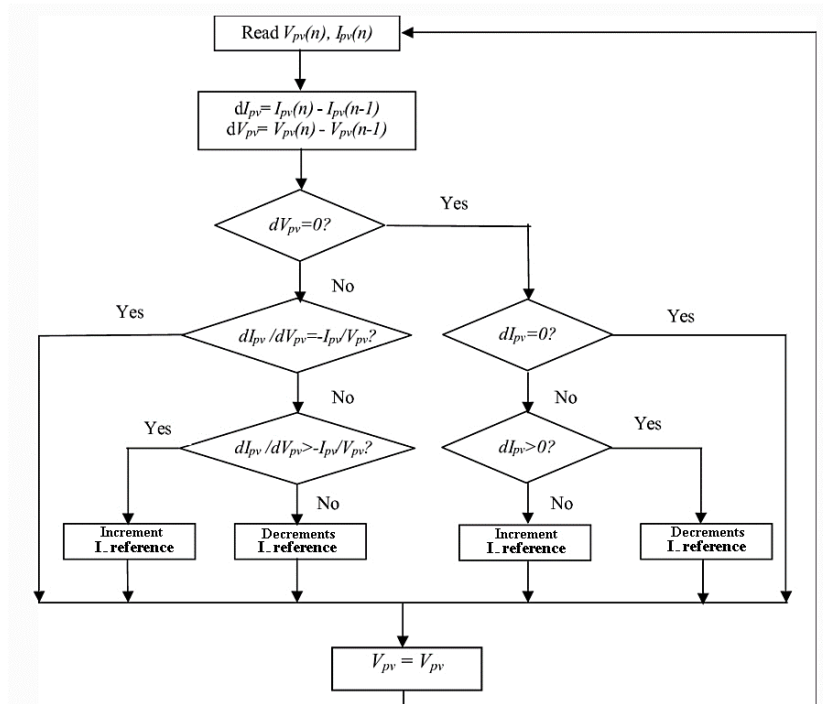 Read Vpv(n), Ipv(n)
dIpv= Ipv(n) - Ipv(n-1)
dVpv= Vpv(n) - Vpv(n-1)
dVpv=0?
Yes
No
Yes
dIpv /dVpv=-Ipv/Vpv?
dIpv=0?
Yes
No
No
Yes
dIpv /dVpv>-Ipv/Vpv?
dIpv>0?
Yes
No
No
Increment
I_reference
Decrements
I_reference
Increment
I_reference
Decrements
I_reference
Vpv = Vpv